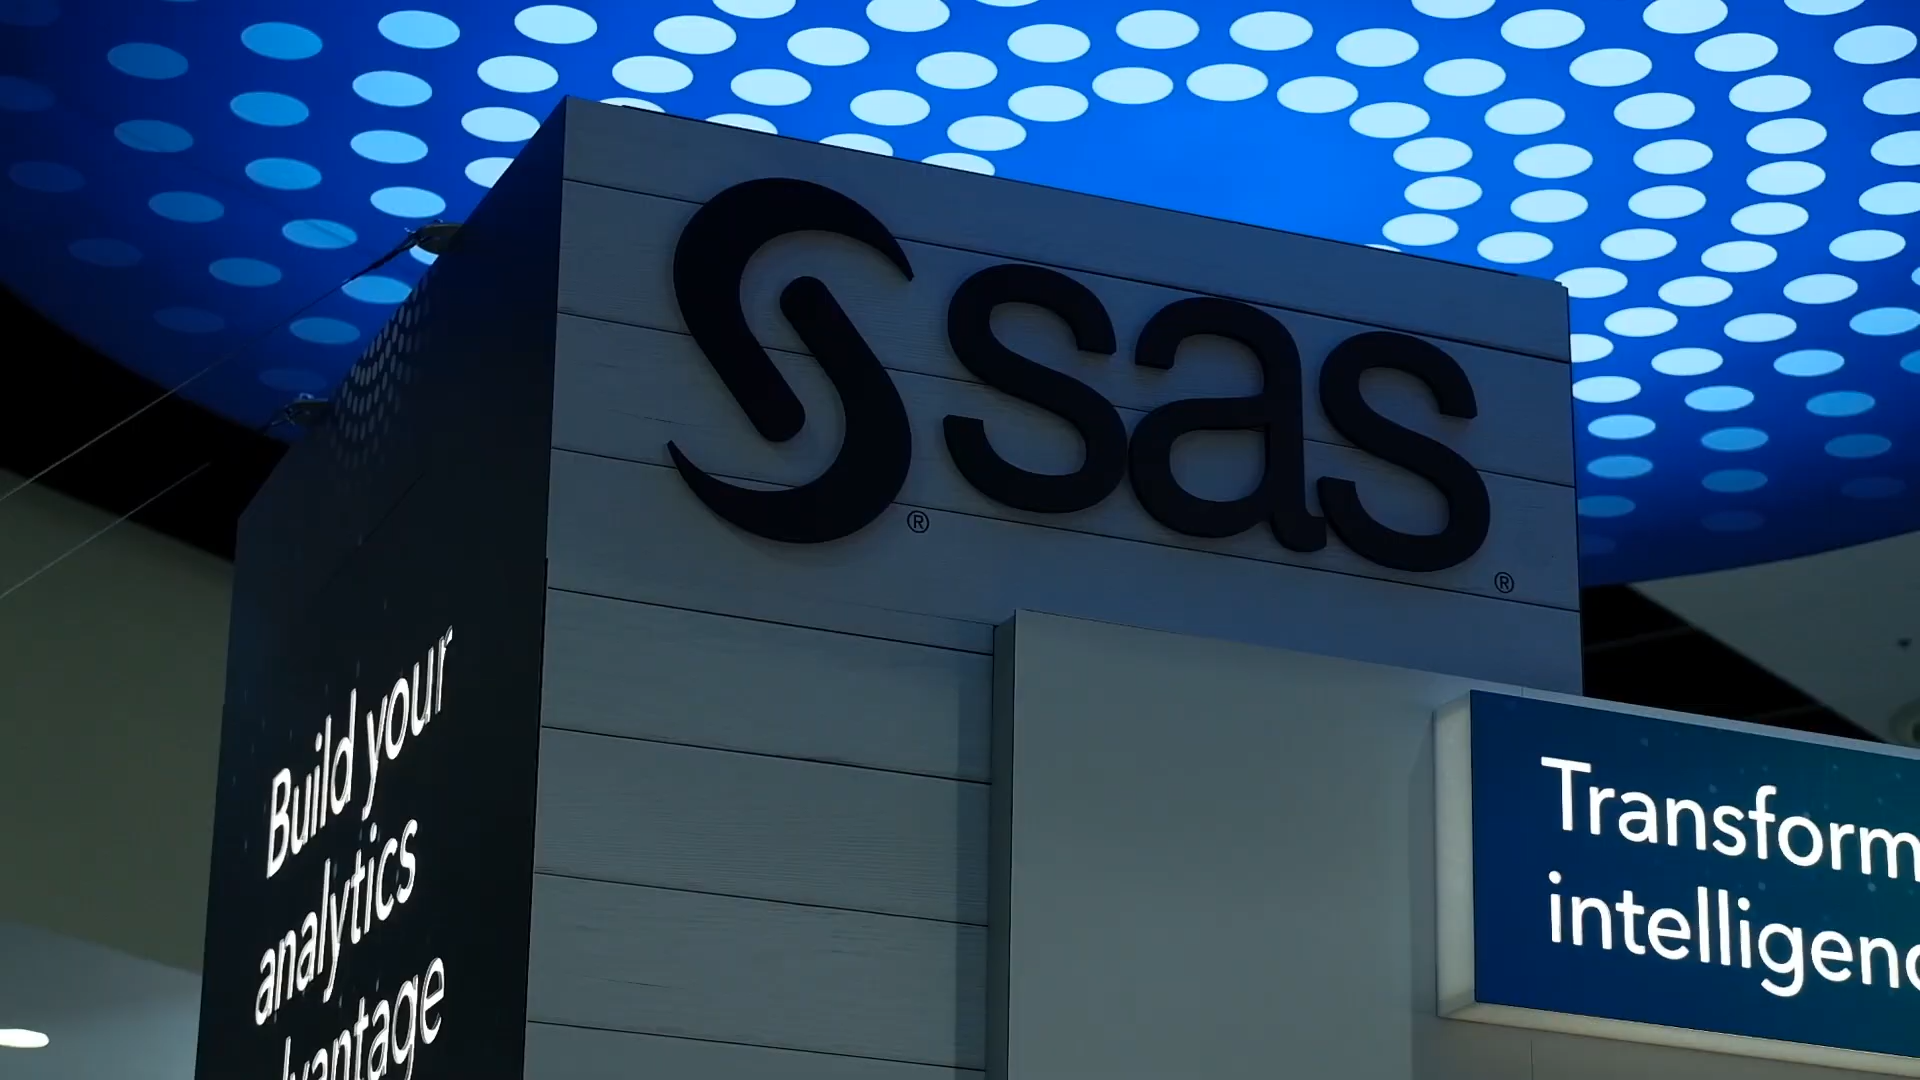 sas
®
®
Build your
analytics
Transform